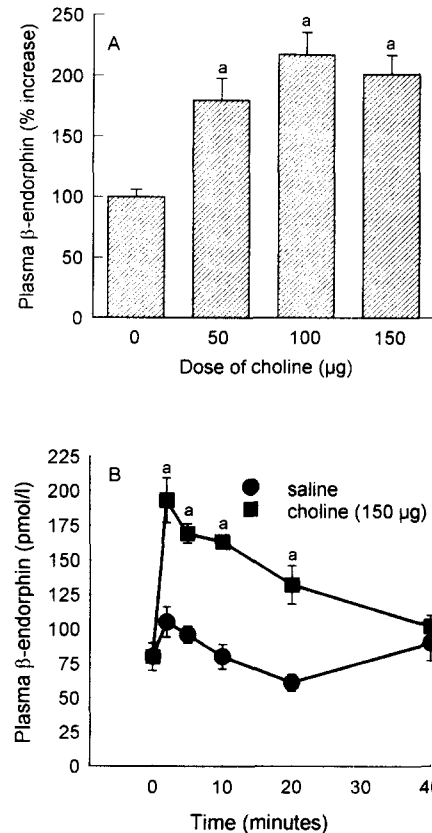 A
a
a
a
250
200
150
100
50
0
Plasma β-endorphin (% increase)
0 50 100 150
Dose of choline (µg)
B
a
a
a
a
saline
choline (150 µg)
225
200
175
150
125
100
75
50
25
0
Plasma β-endorphin (pmol/l)
0 10 20 40
Time (minutes)